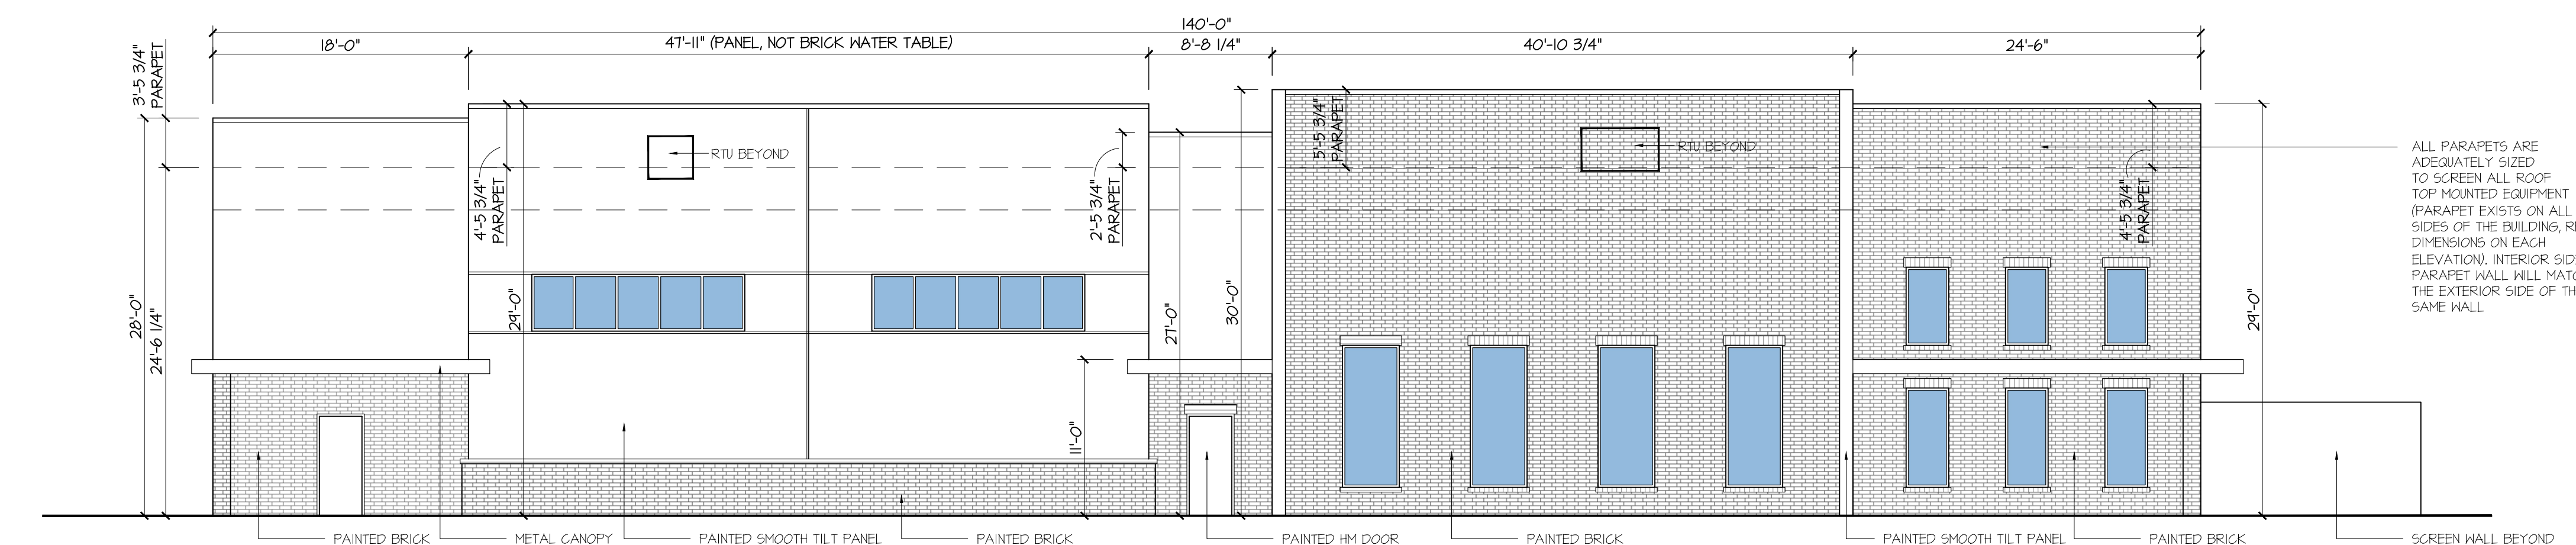 140'-0"
18'-0"
47'-11" (PANEL, NOT BRICK WATER TABLE)
8'-8 1/4"
40'-10 3/4"
24'-6"
3'-5 3/4"
PARAPET
28'-0"
24'-6 1/4"
4'-5 3/4"
PARAPET
29'-0"
RTU BEYOND
2'-5 3/4"
PARAPET
11'-0"
27'-0"
30'-0"
5'-5 3/4"
PARAPET
RTU BEYOND
4'-5 3/4"
PARAPET
29'-0"
ALL PARAPETS ARE
ADEQUATELY SIZED
TO SCREEN ALL ROOF
TOP MOUNTED EQUIPMENT
(PARAPET EXISTS ON ALL
SIDES OF THE BUILDING,
DIMENSIONS ON EACH
ELEVATION), INTERIOR
PARAPET WALL WILL
THE EXTERIOR SIDE OF
SAME WALL
PAINTED BRICK
METAL CANOPY
PAINTED SMOOTH TILT PANEL
PAINTED BRICK
PAINTED HM DOOR
PAINTED BRICK
PAINTED SMOOTH TILT PANEL
PAINTED BRICK
SCREEN WALL BEYOND